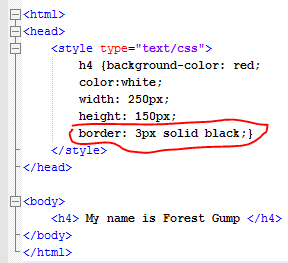 <html>
<head>
<style type="text/css">
h4 {background-color: red;
color:white;
width: 250px;
height: 150px;
border: 3px solid black;}
</style>
</head>
<body>
<h4> My name is Forest Gump </h4>
</body>
</html>